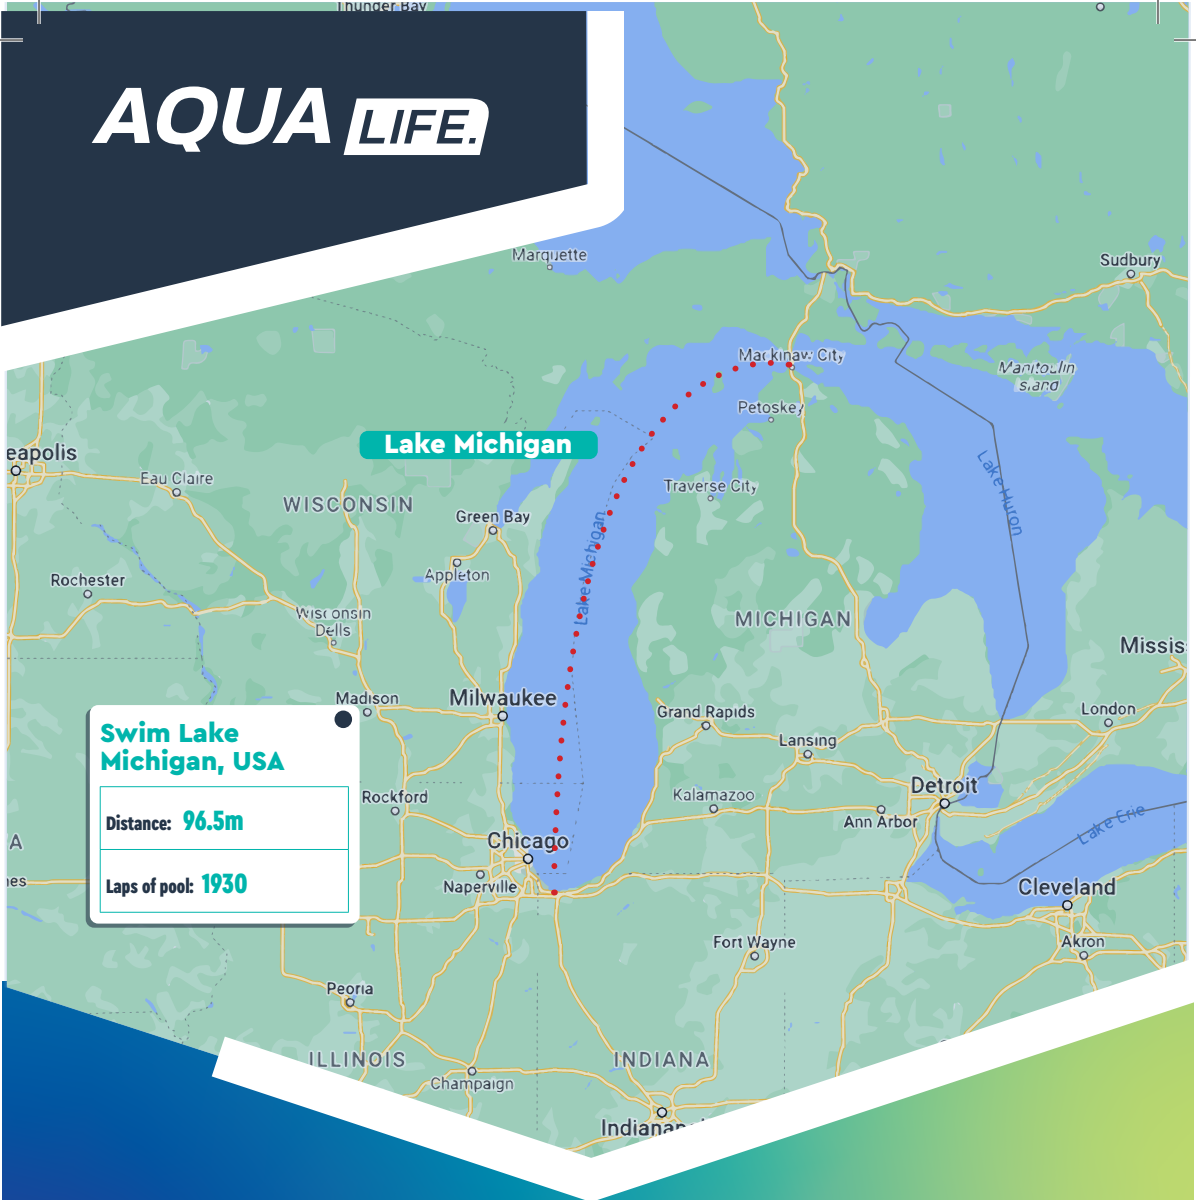 Thunder Bay
AQUA LIFE.
Marquette
Sudbury
Mackinaw City
Manitoulin
sland
Petoskey
Lake Michigan
eapolis
Eau Claire
WISCONSIN
Traverse City
Lake Huron
Green Bay
Lake Michigan
Appleton
Rochester
Wisconsin
Dells
MICHIGAN
Missis
Madison
Milwaukee
Grand Rapids
London
Swim Lake
Michigan, USA
Lansing
Detroit
Rockford
Kalamazoo
Ann Arbor
Lake Erie
Distance: 96.5m
A
Chicago
nes
Laps of pool: 1930
Naperville
Cleveland
Fort Wayne
Akron
Peoria
ILLINOIS
INDIANA
Champaign
Indianap